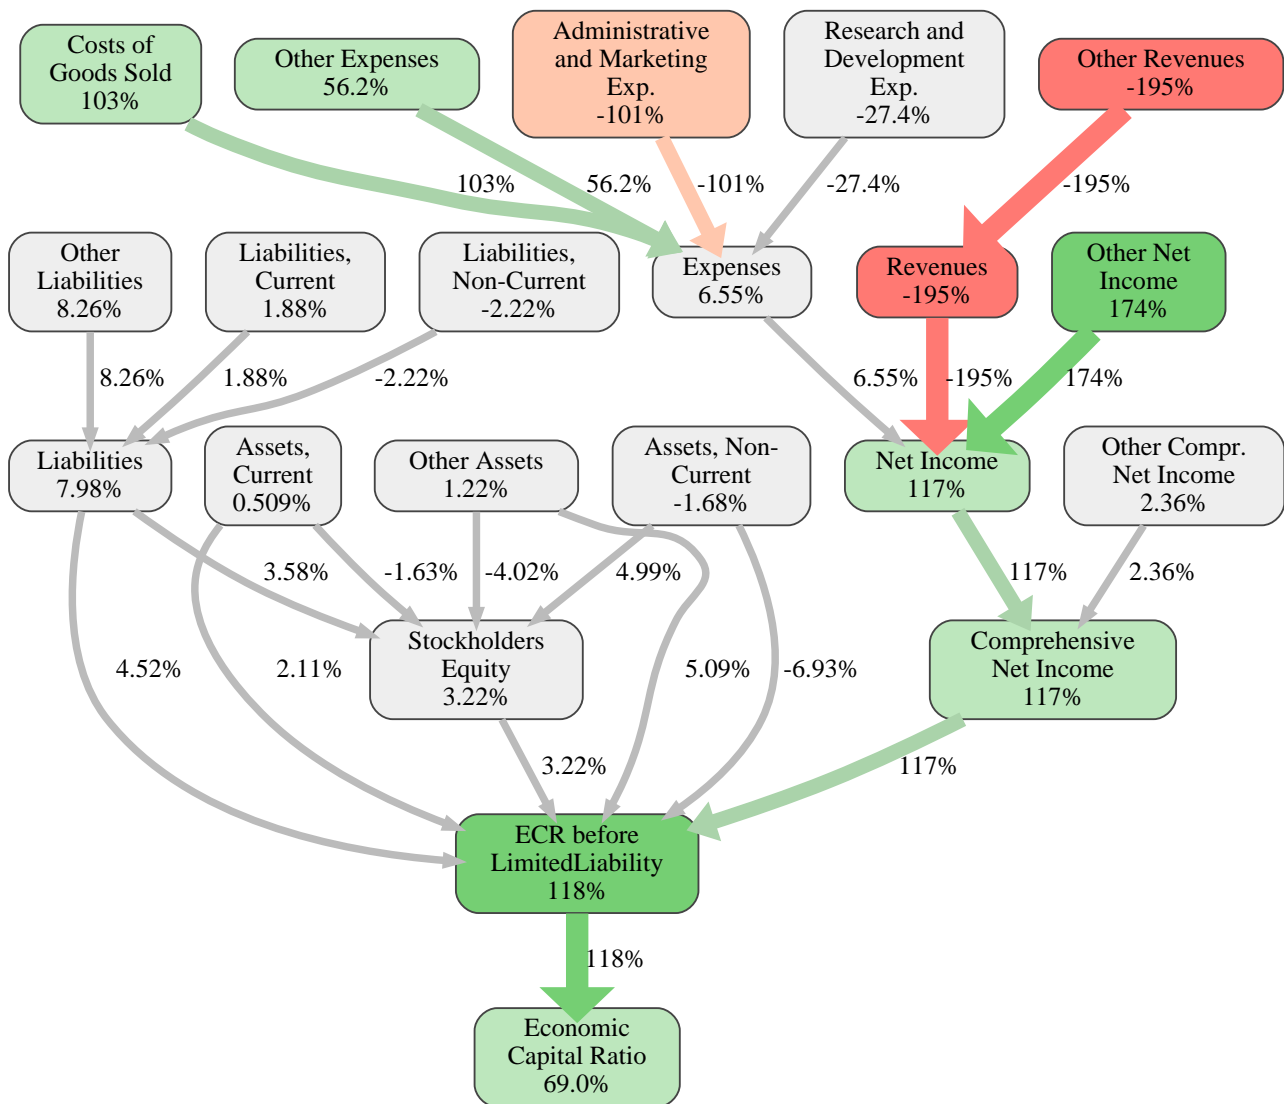 Costs of
Goods Sold
103%
Other Expenses
56.2%
Administrative
and Marketing
Exp.
-101%
Research and
Development
Exp.
-27.4%
Other Revenues
-195%
103%
56.2%
-101%
-27.4%
-195%
Other
Liabilities
8.26%
Liabilities,
Current
1.88%
Liabilities,
Non-Current
-2.22%
Expenses
6.55%
Revenues
-195%
Other Net
Income
174%
8.26%
1.88%
-2.22%
6.55%
-195%
174%
Liabilities
7.98%
Assets,
Current
0.509%
Other Assets
1.22%
Assets, Non-
Current
-1.68%
Net Income
117%
Other Compr.
Net Income
2.36%
3.58%
-1.63%
-4.02%
4.99%
117%
2.36%
Stockholders
Equity
3.22%
Comprehensive
Net Income
117%
4.52%
2.11%
5.09%
-6.93%
3.22%
117%
ECR before
LimitedLiability
118%
118%
Economic
Capital Ratio
69.0%